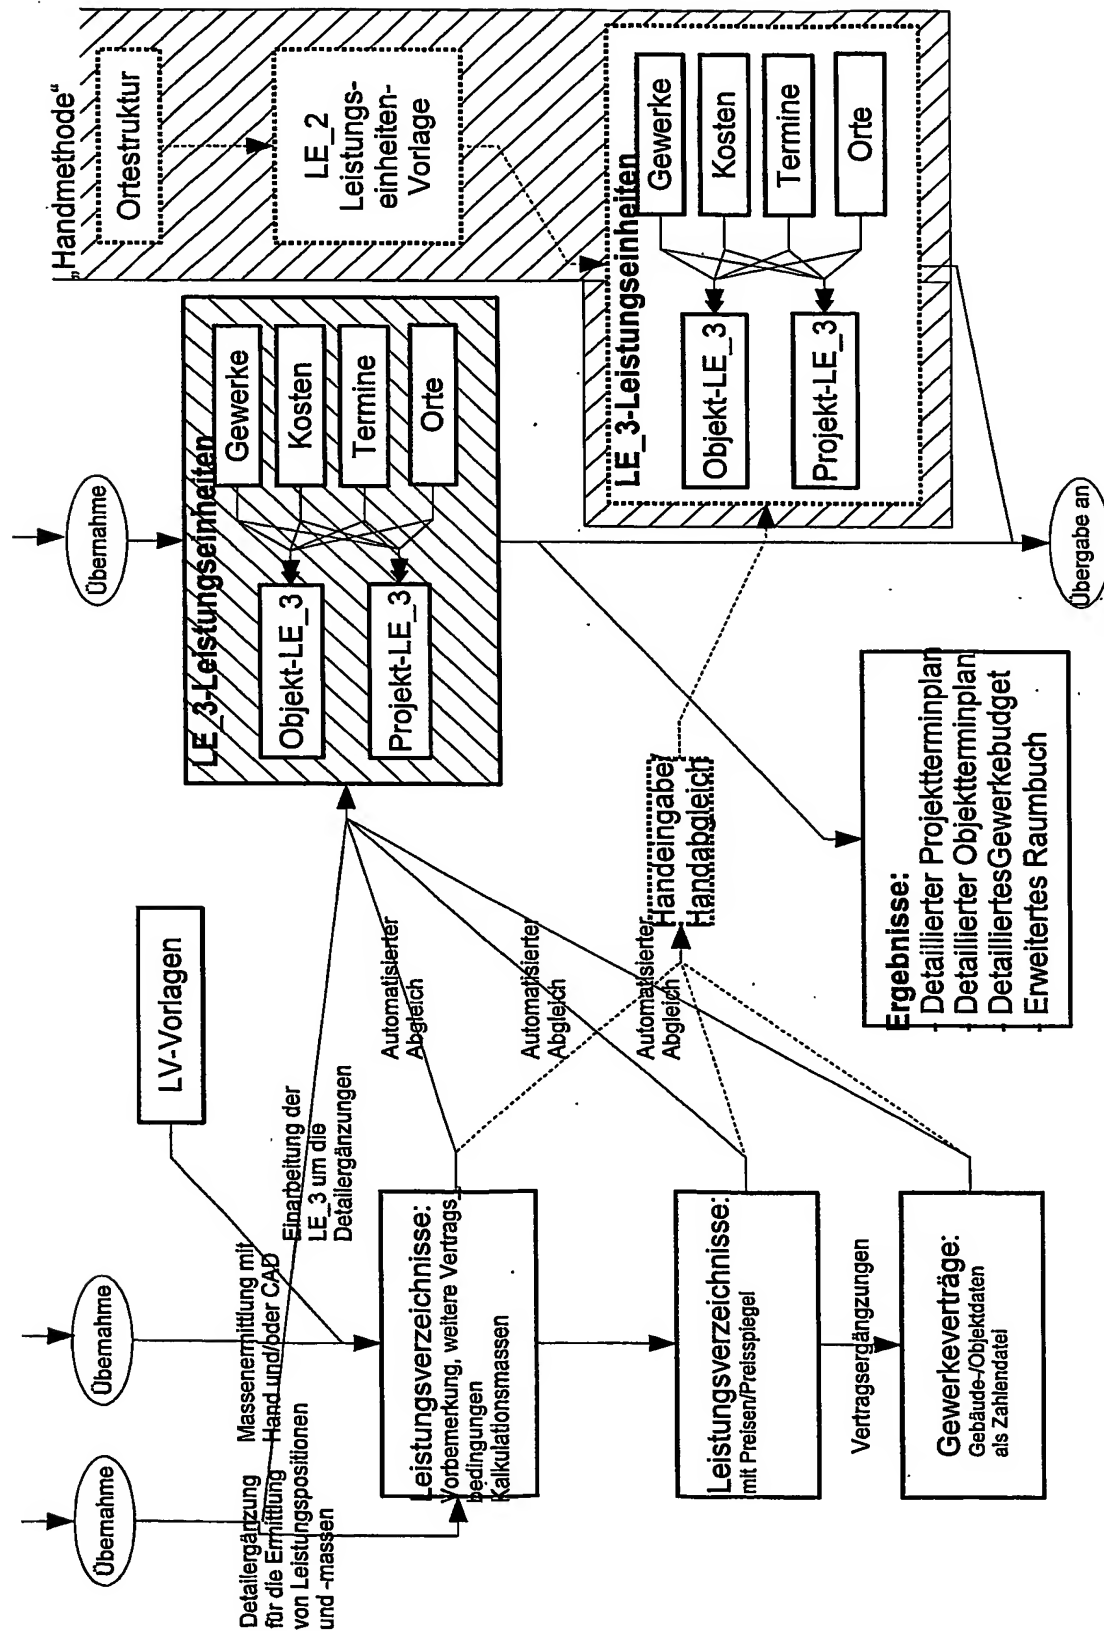 „Handmethode“
Ortestruktur
LE_2
Leistungs-
einheiten-
Vorlage
Übernahme
LE_3-Leistungseinheiten
Gewerke
Kosten
Termine
Orte
Objekt-LE_3
Projekt-LE_3
LE_3-Leistungseinheiten
Gewerke
Kosten
Termine
Orte
Objekt-LE_3
Projekt-LE_3
Übergabe an
LV-Vorlagen
Einarbeitung der
LE_3 um die
Detailergänzungen
Automatisierter
Abgleich
Automatisierter
Abgleich
Automatisierter
Abgleich
Handeingabe/
Handabgleich
Ergebnisse:
- Detaillierter Projektterminplan
- Detaillierter Objektterminplan
- DetailliertesGewerkebudget
- Erweitertes Raumbuch
Übernahme
Massenermittlung mit
Hand und/oder CAD
Übernahme
Detailergänzung
für die Ermittlung
von Leistungspositionen
und -massen
Leistungsverzeichnisse:
Vorbemerkung, weitere Vertrags_
bedingungen
Kalkulationsmassen
Leistungsverzeichnisse:
mit Preisen/Preisspiegel
Vertragsergängzungen
Gewerkeverträge:
Gebäude-/Objektdaten
als Zahlendatei